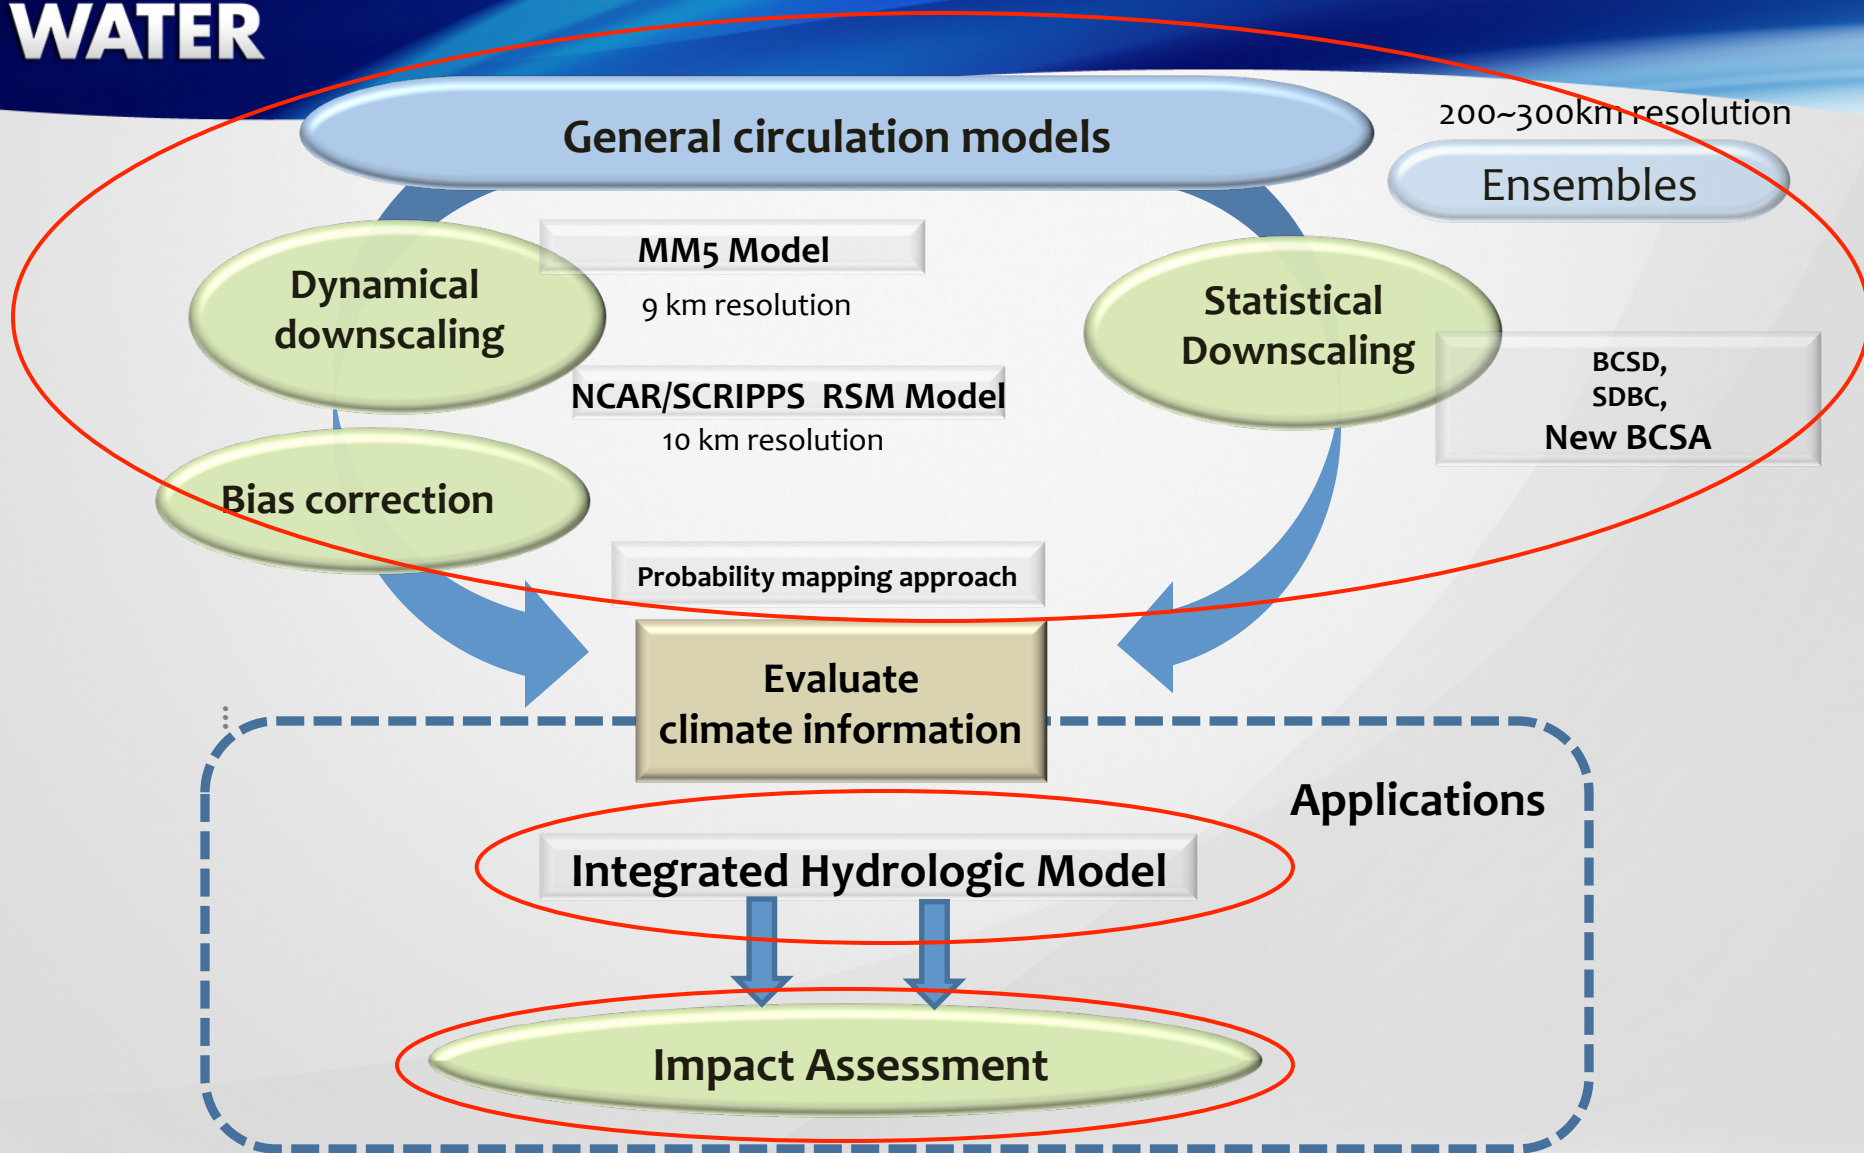 WATER
General circulation models
200~300km resolution
Ensembles
Dynamical
downscaling
MM5 Model
9 km resolution
NCAR/SCRIPPS RSM Model
10 km resolution
Statistical
Downscaling
BCSD,
SDBC,
New BCSA
Bias correction
Probability mapping approach
Evaluate
climate information
Applications
Integrated Hydrologic Model
Impact Assessment